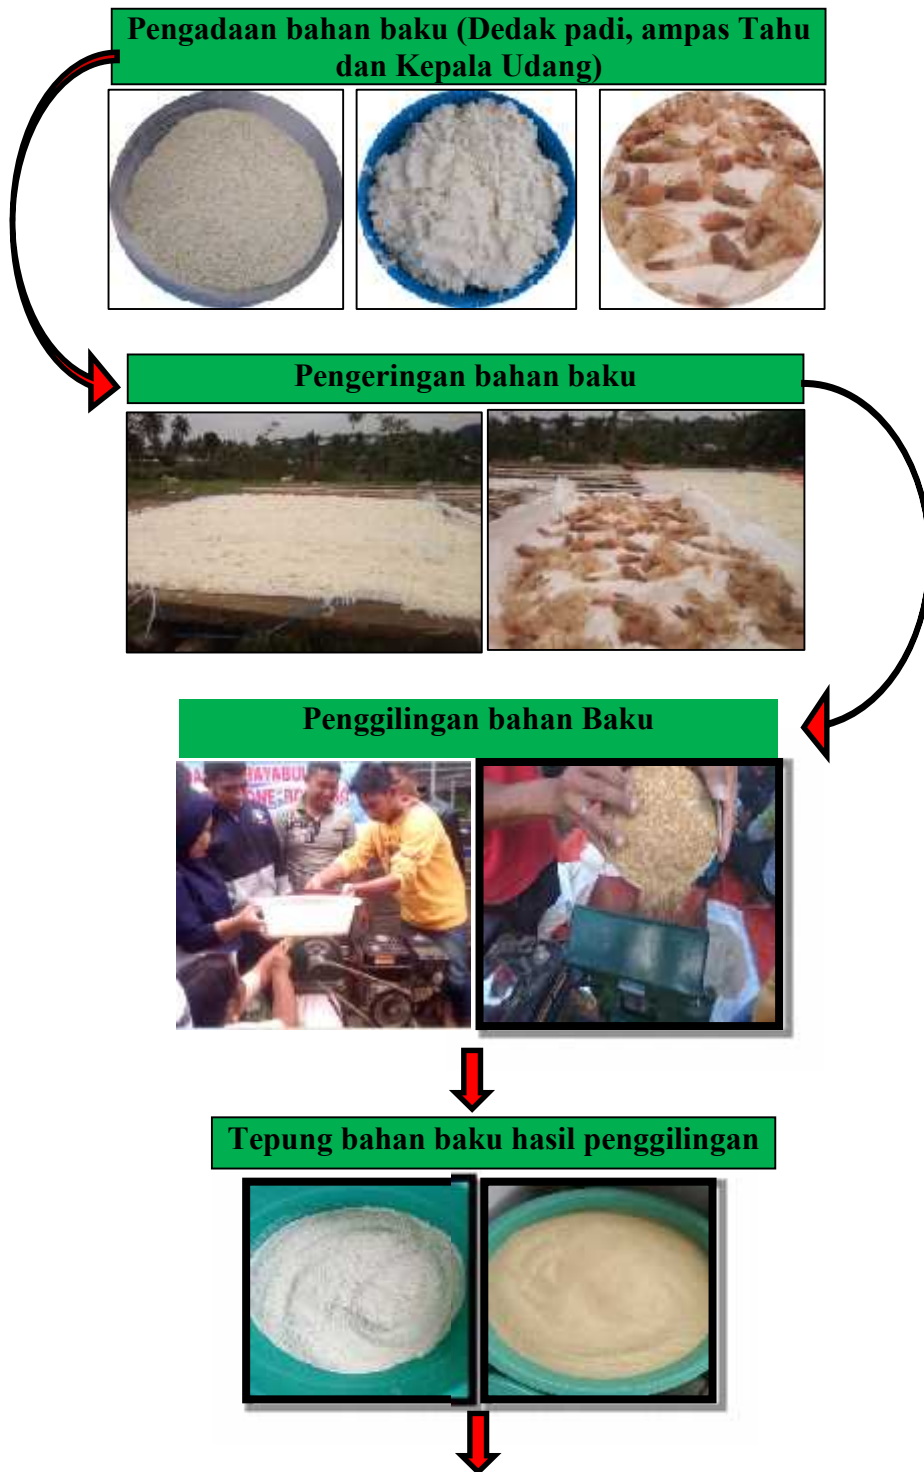 Pengadaan bahan baku (Dedak padi, ampas Tahu
dan Kepala Udang)
Pengeringan bahan baku
Penggilingan bahan Baku
Tepung bahan baku hasil penggilingan